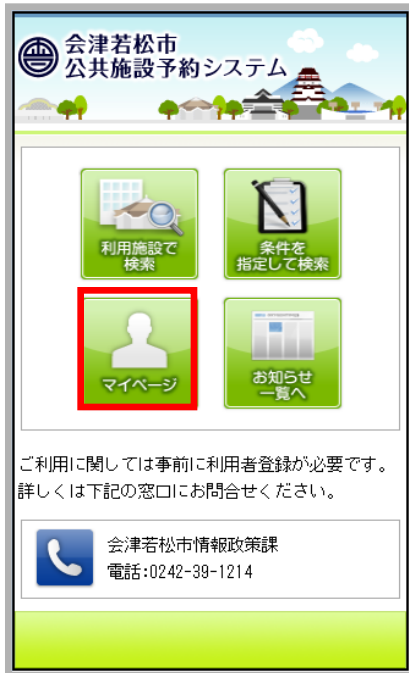 会津若松市
公共施設予約システム
利用施設で
検索
条件を
指定して検索
マイページ
お知らせ
一覧へ
ご利用に関しては事前に利用者登録が必要です。
詳しくは下記の窓口にお問合せください。
会津若松市情報政策課
電話:0242-39-1214